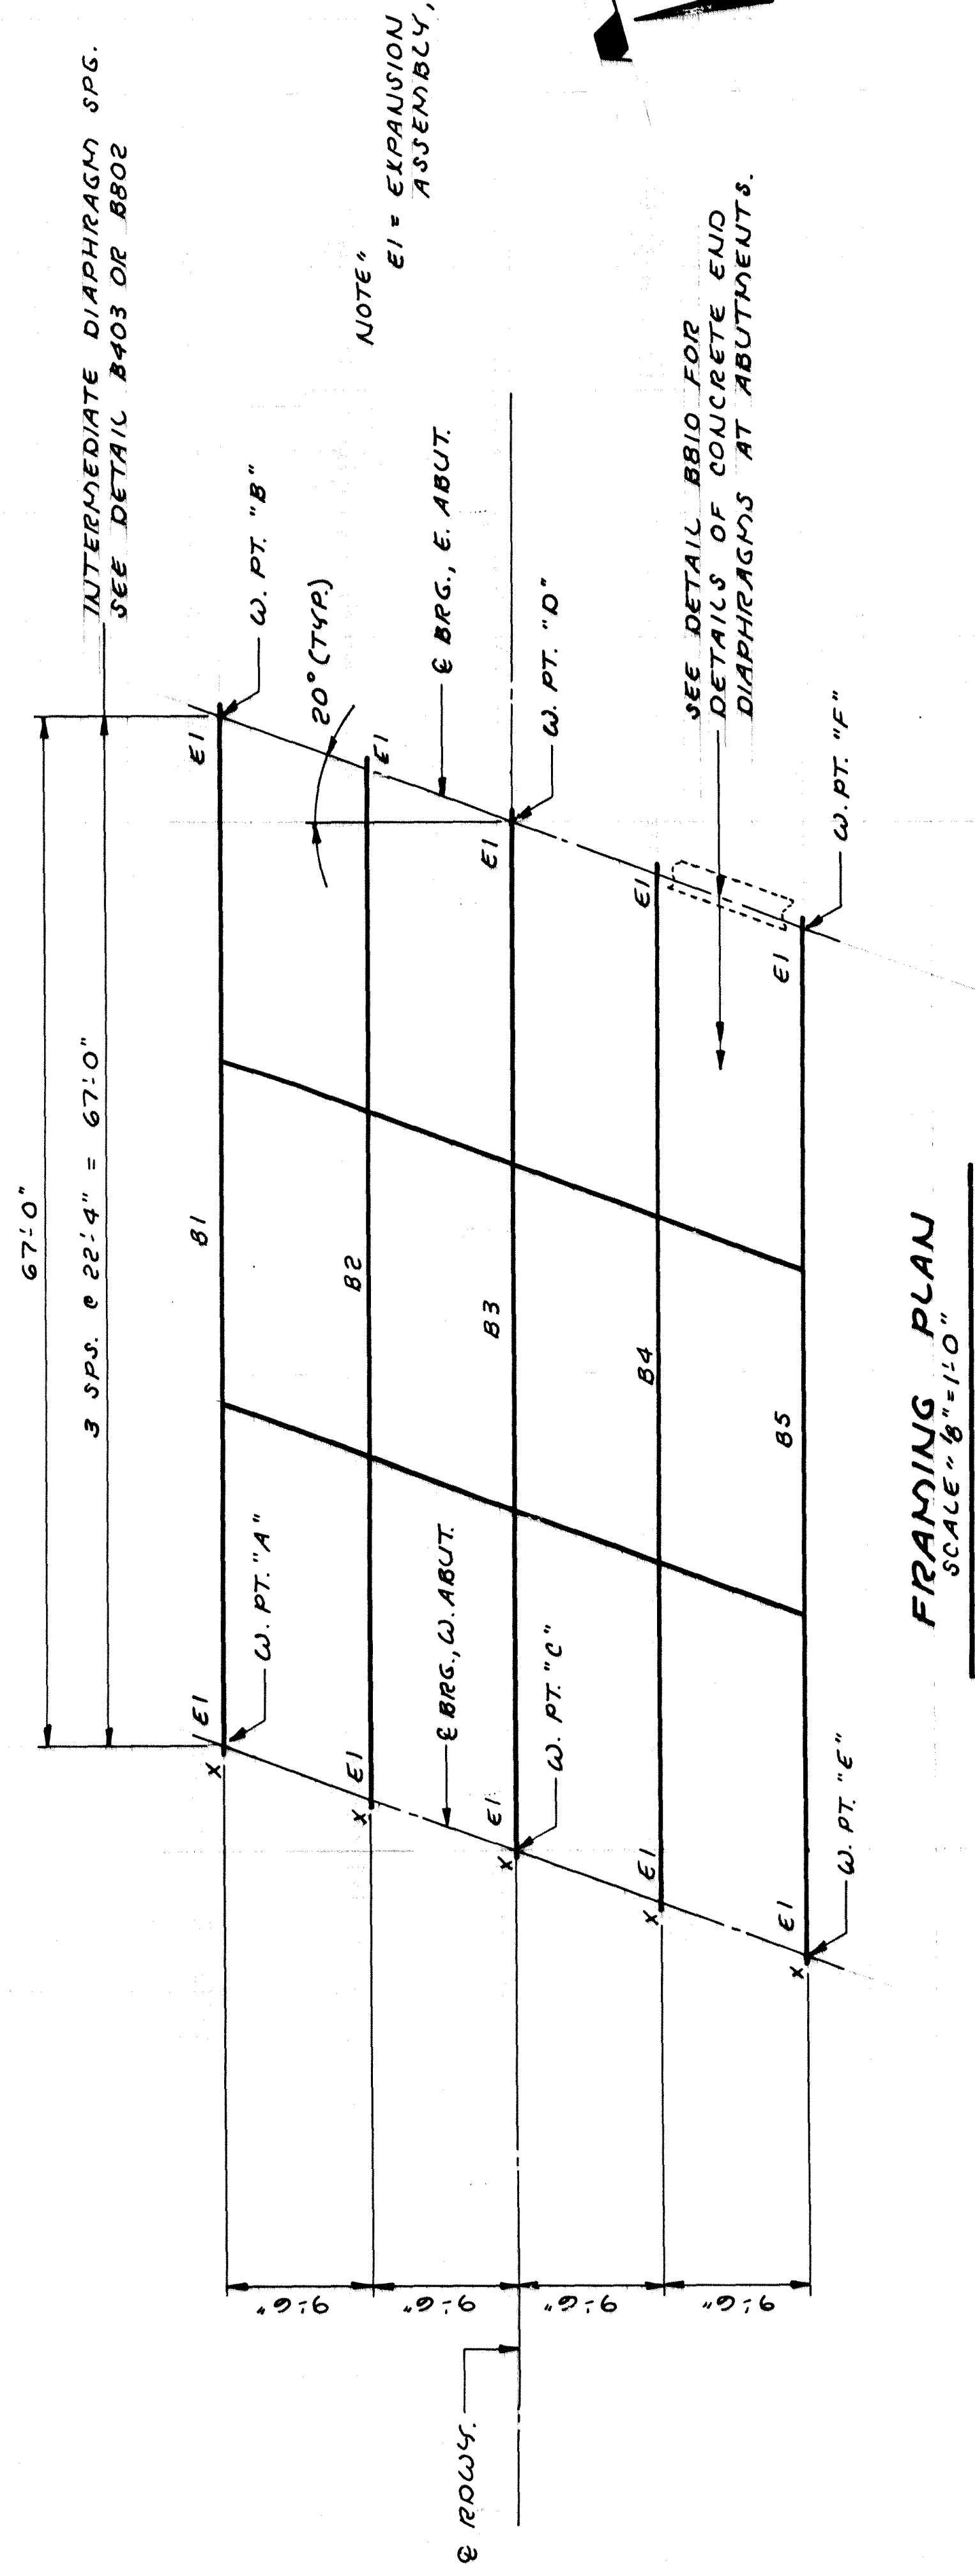 67'-0"
3 SPS. @ 22'-4" = 67'-0"
INTERMEDIATE DIAPHRAGM SPG.
SEE DETAIL B403 OR B802
X
E1
B1
E1
W. PT. "A"
W. PT. "B"
20° (TYP.)
NOTE"
E1 = EXPANSION
ASSEMBLY,
X
E1
B2
E1
℄ BRG., W. ABUT.
℄ BRG., E. ABUT.
℄ RDWY.
X
E1
B3
E1
W. PT. "C"
W. PT. "D"
9'-6"
9'-6"
9'-6"
9'-6"
X
E1
B4
E1
SEE DETAIL B810 FOR
DETAILS OF CONCRETE END
DIAPHRAGMS AT ABUTMENTS.
X
E1
B5
E1
W. PT. "E"
W. PT. "F"
FRAMING PLAN
SCALE" ⅛"=1'-0"